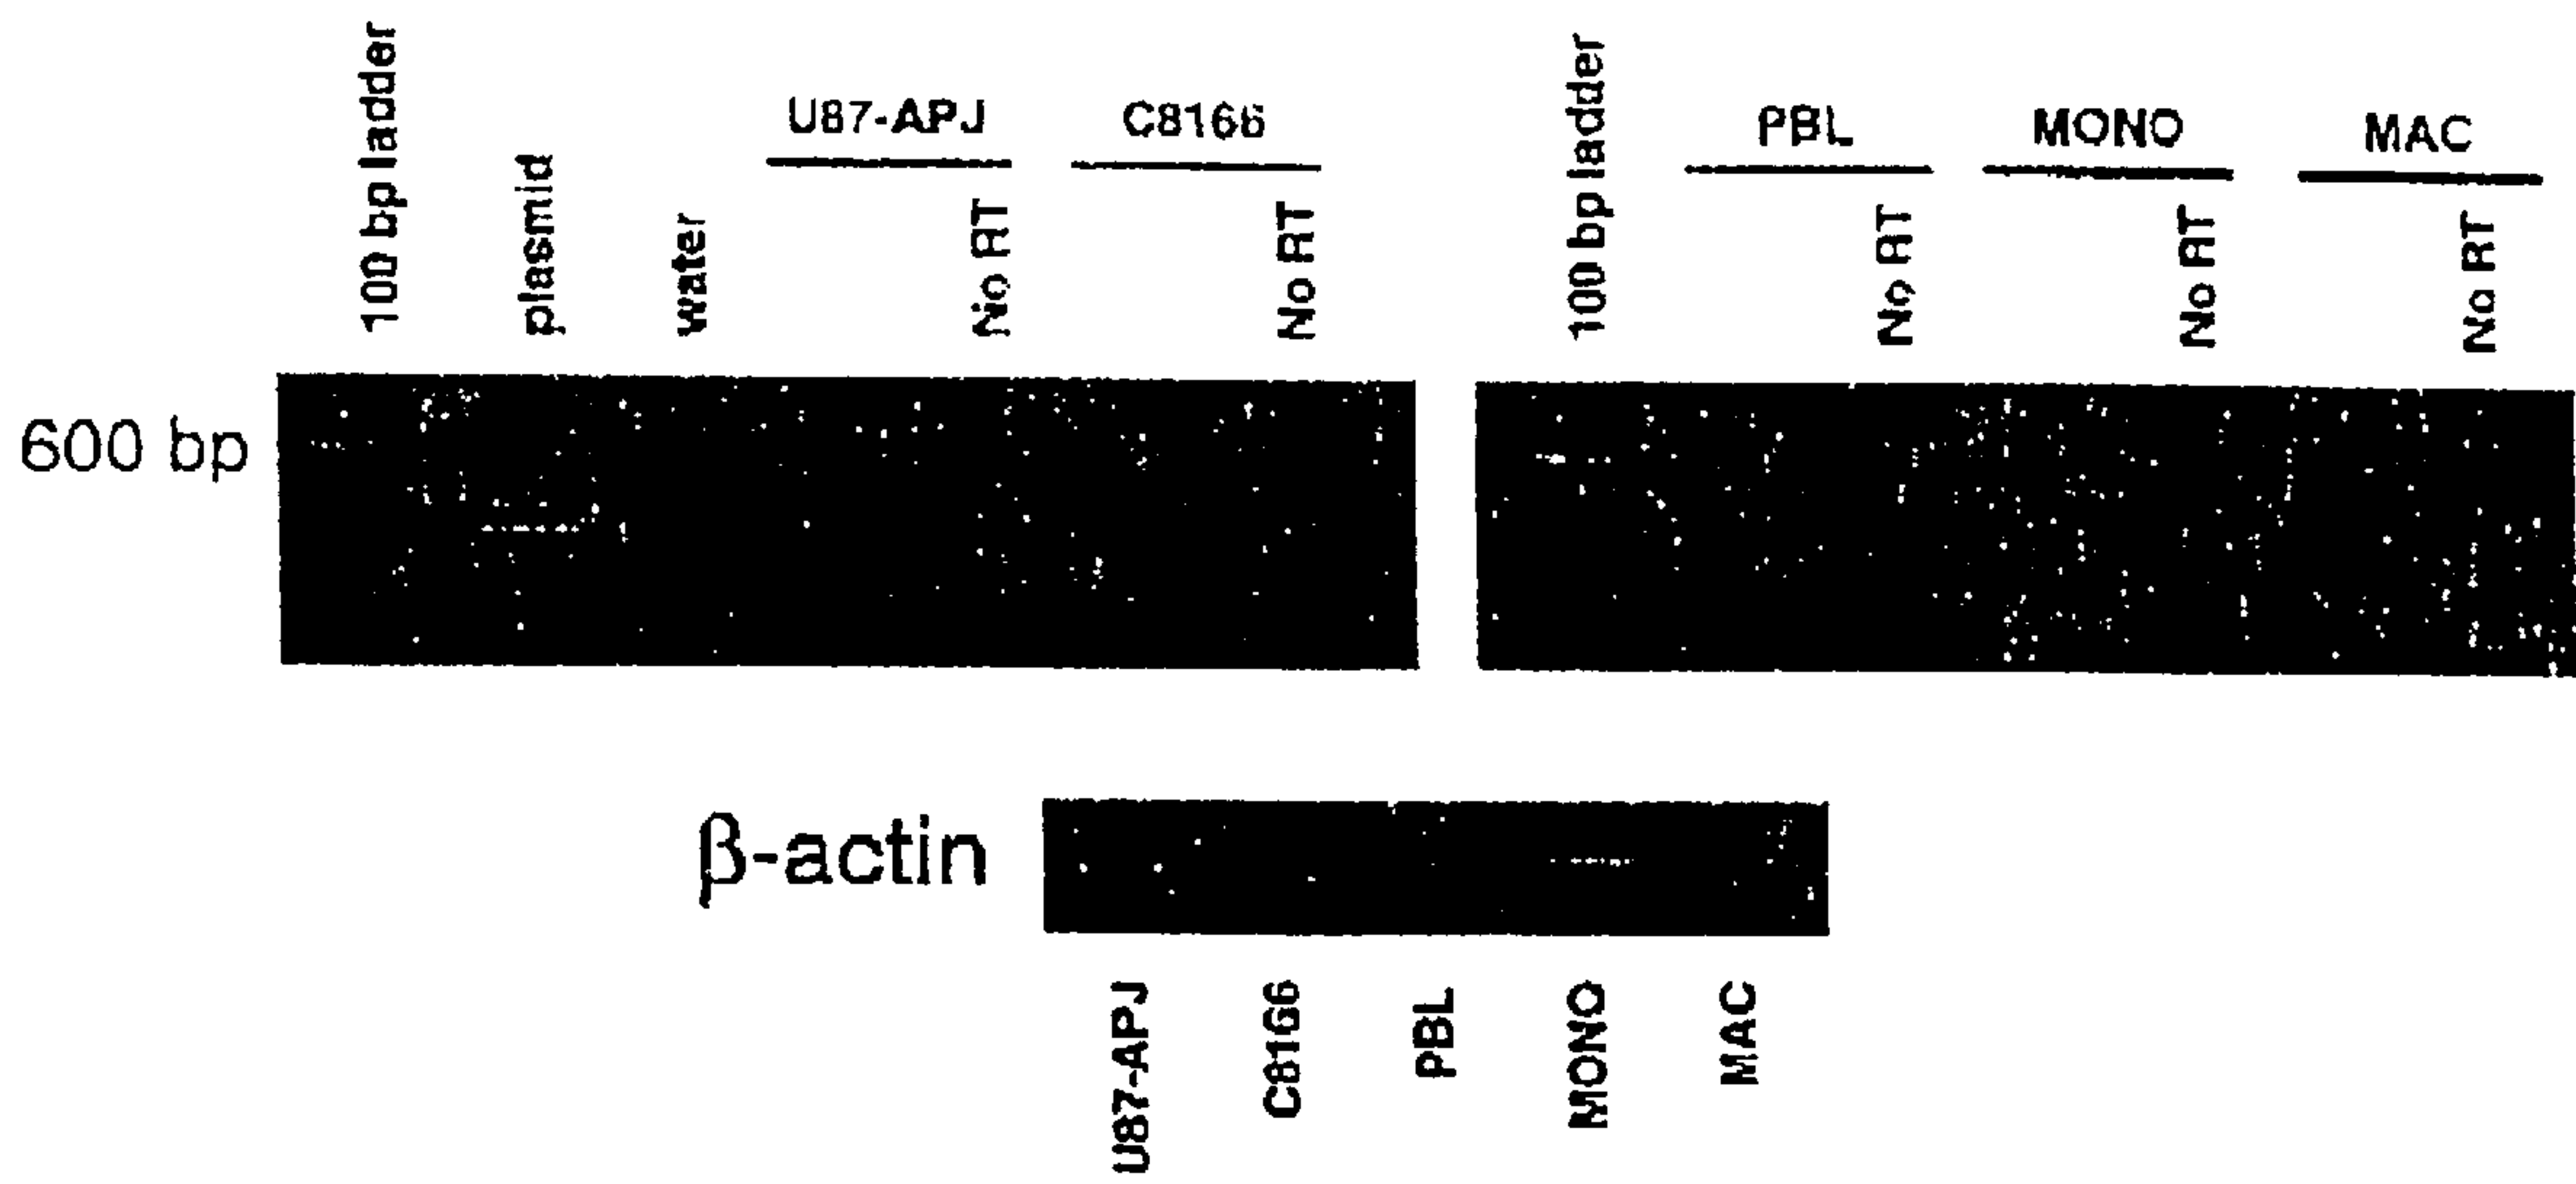 100 bp ladder
plasmid
water
U87-APJ
No RT
C8166
No RT
100 bp ladder
PBL
No RT
MONO
No RT
MAC
No RT
600 bp
β-actin
U87-APJ
C8166
PBL
MONO
MAC